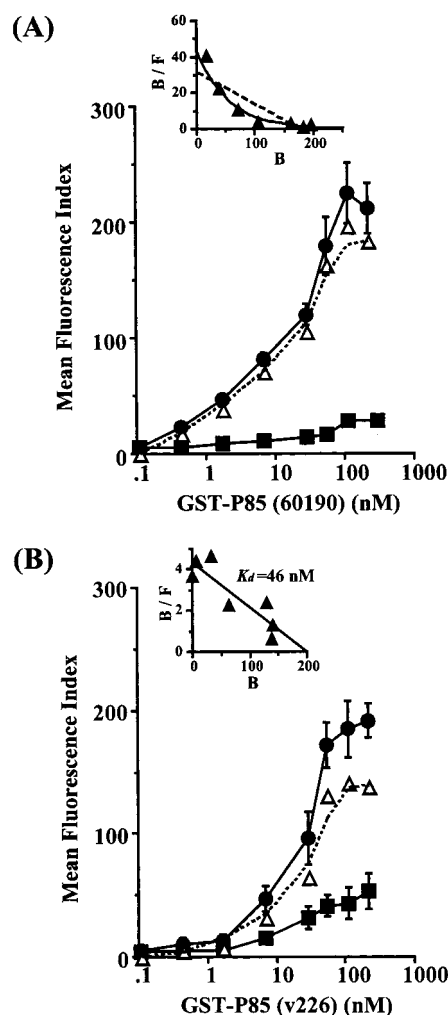 (A)
60
40
20
0
B / F
0
100
200
B
300
200
100
0
Mean Fluorescence Index
.1
1
10
100
1000
GST-P85 (60190) (nM)
(B)
4
2
0
B / F
Kd=46 nM
0
100
200
B
300
200
100
0
Mean Fluorescence Index
.1
1
10
100
1000
GST-P85 (v226) (nM)